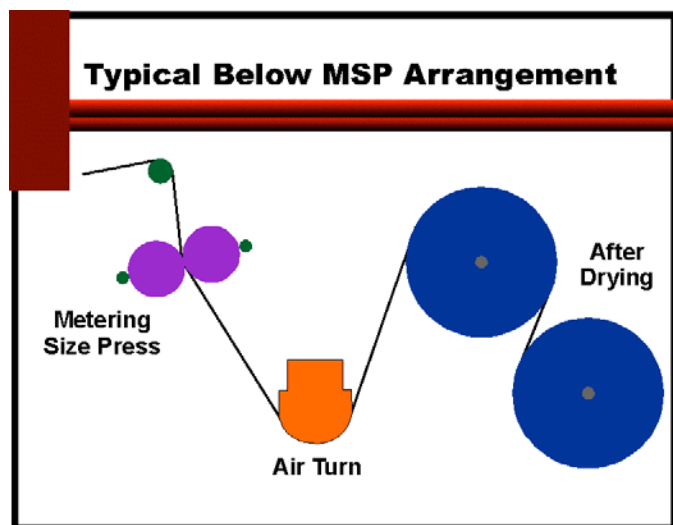 Typical Below MSP Arrangement
After
Drying
Metering
Size Press
Air Turn